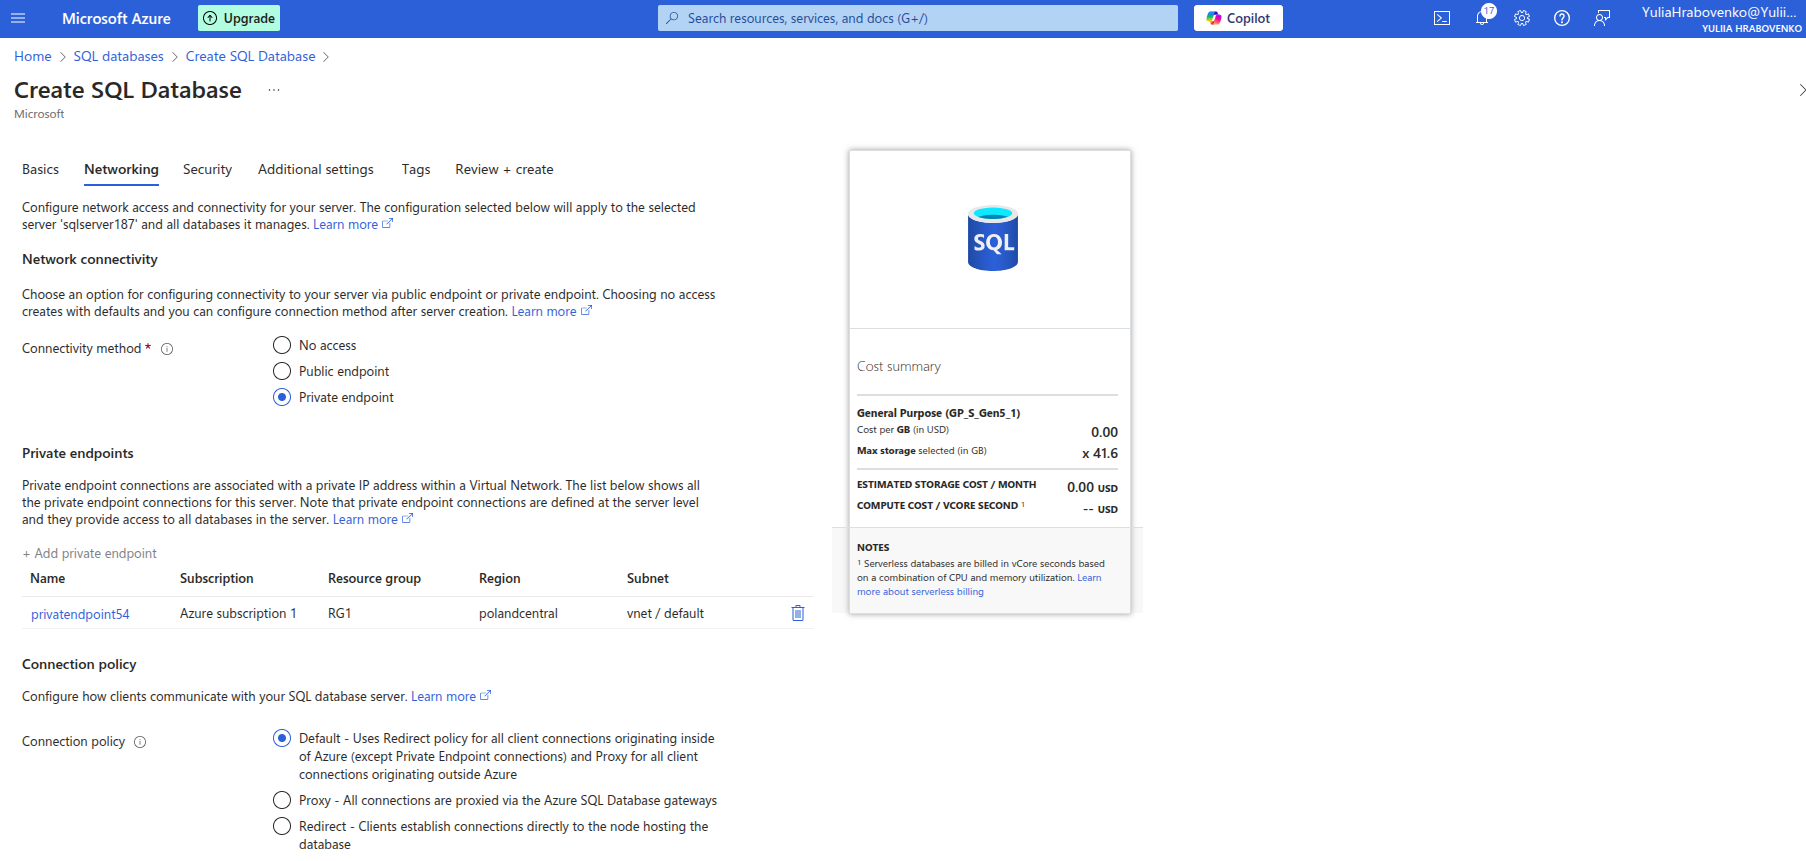 Microsoft Azure
Upgrade
Search resources, services, and docs (G+/)
Copilot
17
YuliaHrabovenko@Yulii...
YULIIA HRABOVENKO
Home > SQL databases > Create SQL Database >
Create SQL Database ...
Microsoft
Basics Networking Security Additional settings Tags Review + create
Configure network access and connectivity for your server. The configuration selected below will apply to the selected
server 'sqlserver187' and all databases it manages. Learn more
Network connectivity
Choose an option for configuring connectivity to your server via public endpoint or private endpoint. Choosing no access
creates with defaults and you can configure connection method after server creation. Learn more
Connectivity method *
No access
Public endpoint
Private endpoint
Private endpoints
Private endpoint connections are associated with a private IP address within a Virtual Network. The list below shows all
the private endpoint connections for this server. Note that private endpoint connections are defined at the server level
and they provide access to all databases in the server. Learn more
+ Add private endpoint
Name Subscription Resource group Region Subnet
privatendpoint54 Azure subscription 1 RG1 polandcentral vnet / default
Connection policy
Configure how clients communicate with your SQL database server. Learn more
Connection policy
Default - Uses Redirect policy for all client connections originating inside
of Azure (except Private Endpoint connections) and Proxy for all client
connections originating outside Azure
Proxy - All connections are proxied via the Azure SQL Database gateways
Redirect - Clients establish connections directly to the node hosting the
database
SQL
Cost summary
General Purpose (GP_S_Gen5_1)
Cost per GB (in USD) 0.00
Max storage selected (in GB) x 41.6
ESTIMATED STORAGE COST / MONTH 0.00 USD
COMPUTE COST / VCORE SECOND 1 -- USD
NOTES
1 Serverless databases are billed in vCore seconds based
on a combination of CPU and memory utilization. Learn
more about serverless billing